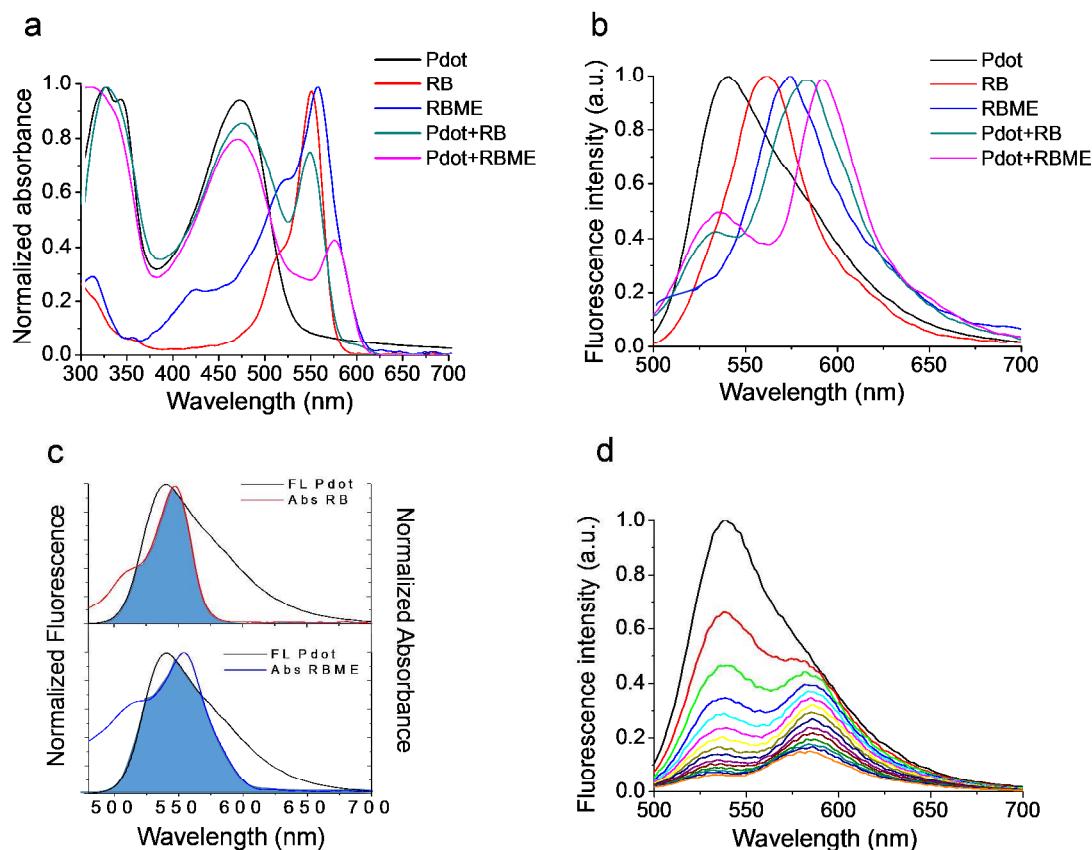 a
Pdot
RB
RBME
Pdot+RB
Pdot+RBME
Normalized absorbance
1.0
0.8
0.6
0.4
0.2
0.0
300 350 400 450 500 550 600 650 700
Wavelength (nm)
b
Pdot
RB
RBME
Pdot+RB
Pdot+RBME
Fluorescence intensity (a.u.)
1.0
0.8
0.6
0.4
0.2
0.0
500 550 600 650 700
Wavelength (nm)
c
FL Pdot
Abs RB
FL Pdot
Abs RBME
Normalized Fluorescence
Normalized Absorbance
500 550 600 700
Wavelength (nm)
d
Fluorescence intensity (a.u.)
1.0
0.8
0.6
0.4
0.2
0.0
500 550 600 650 700
Wavelength (nm)